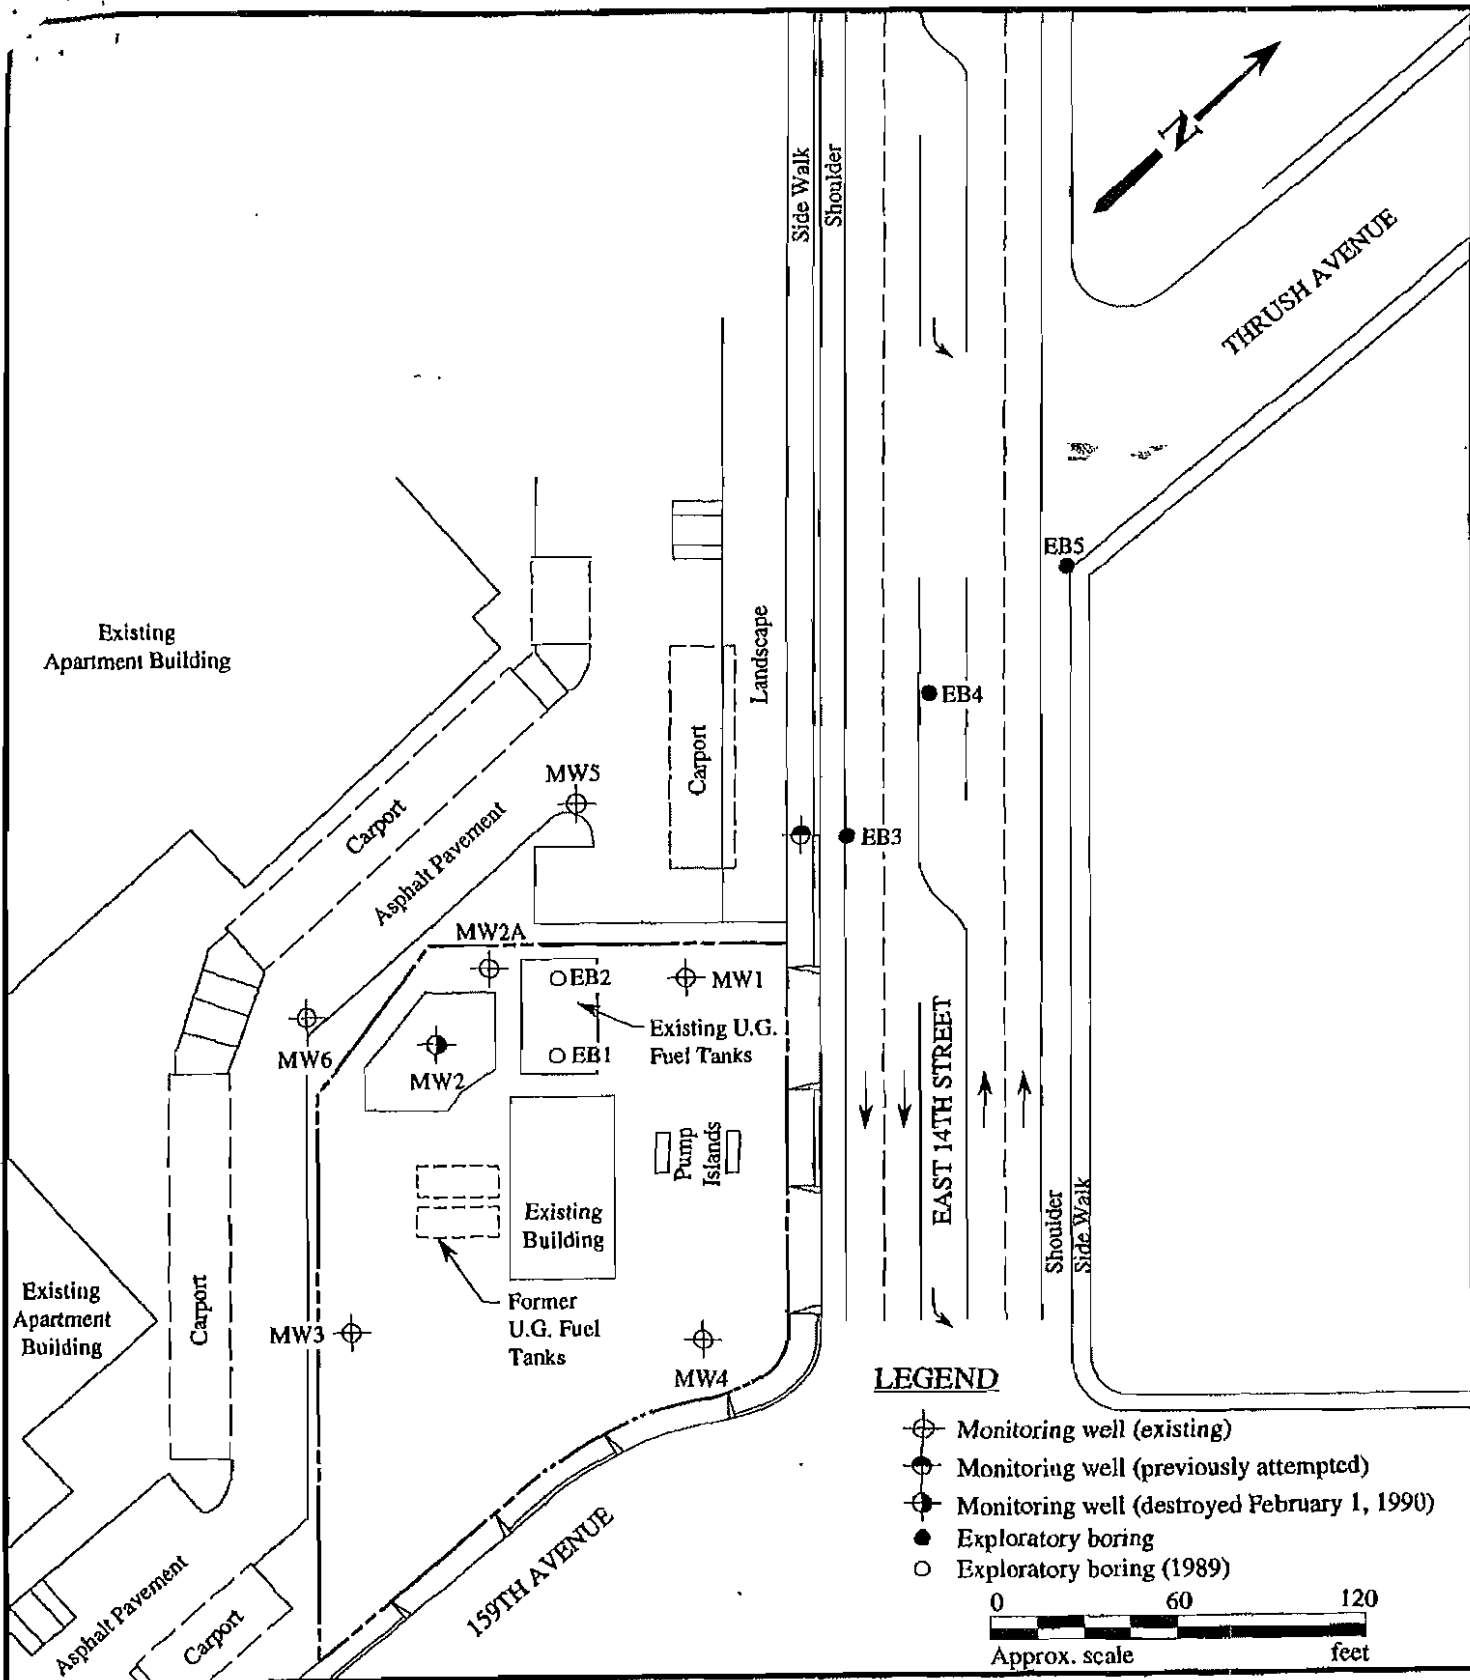 N
Side Walk
Shoulder
THRUSH AVENUE
EB5
Existing
Apartment Building
Landscape
EB4
Carport
MW5
Carport
EB3
Asphalt Pavement
MW2A
EB2
MW1
Existing U.G.
Fuel Tanks
EB1
MW6
MW2
EAST 14TH STREET
Pump
Islands
Existing
Building
Shoulder
Side Walk
Existing
Apartment
Building
Carport
Former
U.G. Fuel
Tanks
MW3
MW4
LEGEND
Monitoring well (existing)
Monitoring well (previously attempted)
Monitoring well (destroyed February 1, 1990)
Exploratory boring
Exploratory boring (1989)
159TH AVENUE
Asphalt Pavement
Carport
0 60 120
Approx. scale feet